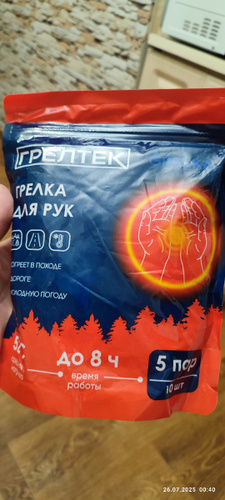 ГРЕЛТЕК
ГРЕЛКА
ДЛЯ РУК
СОГРЕЕТ В ПОХОДЕ
ДОРОГЕ
ХОЛОДНУЮ ПОГОДУ
до 8 ч
время
работы
5 пар
10 шт
26.07.2025 09:40